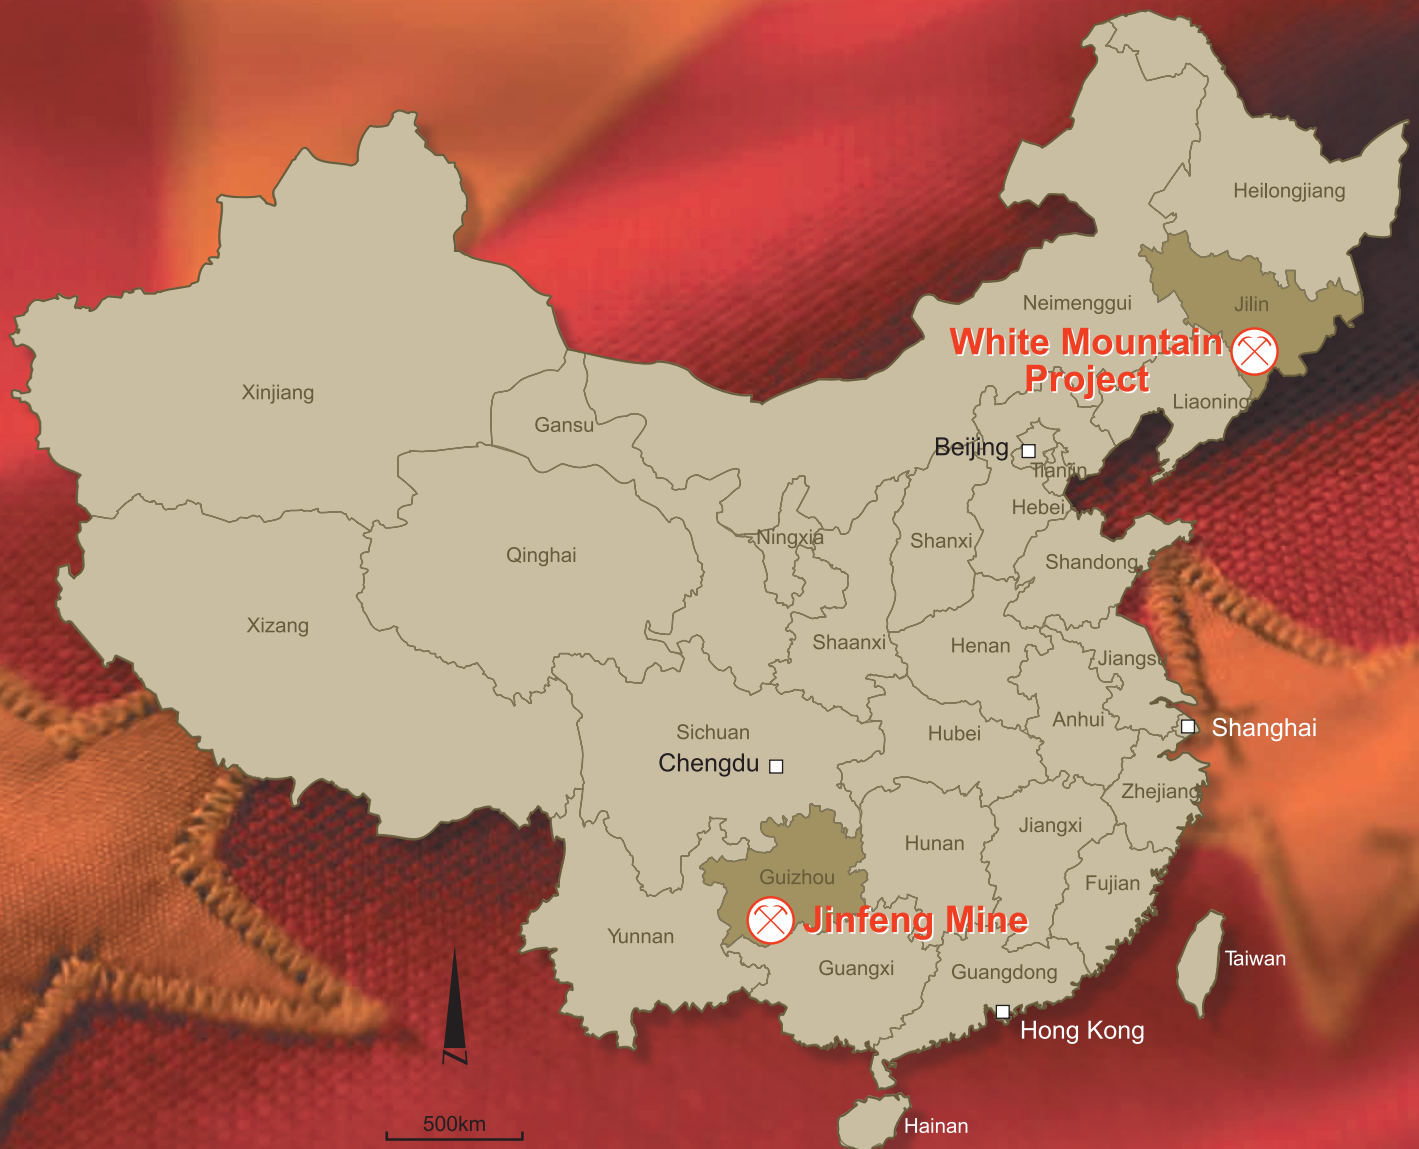 Heilongjiang
Neimenggui
Jilin
White Mountain
Project
Xinjiang
Gansu
Liaoning
Beijing
Tianjin
Hebei
Ningxia
Shanxi
Qinghai
Shandong
Xizang
Shaanxi
Henan
Jiangsu
Sichuan
Hubei
Anhui
Shanghai
Chengdu
Zhejiang
Jiangxi
Hunan
Guizhou
Fujian
Jinfeng Mine
Yunnan
Guangxi
Guangdong
Taiwan
Hong Kong
N
500km
Hainan